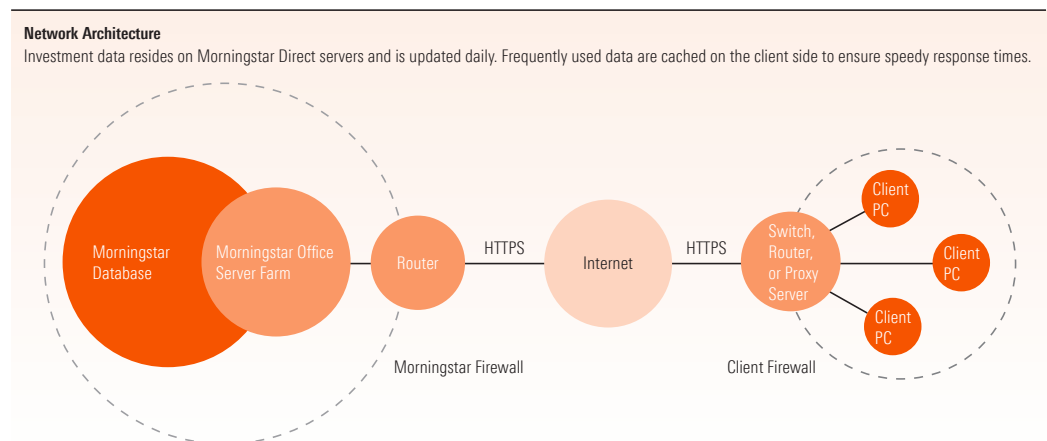 Network Architecture
Investment data resides on Morningstar Direct servers and is updated daily. Frequently used data are cached on the client side to ensure speedy response times.
Morningstar
Database
Morningstar Office
Server Farm
Router
HTTPS
Internet
HTTPS
Switch,
Router,
or Proxy
Server
Client
PC
Client
PC
Client
PC
Morningstar Firewall
Client Firewall